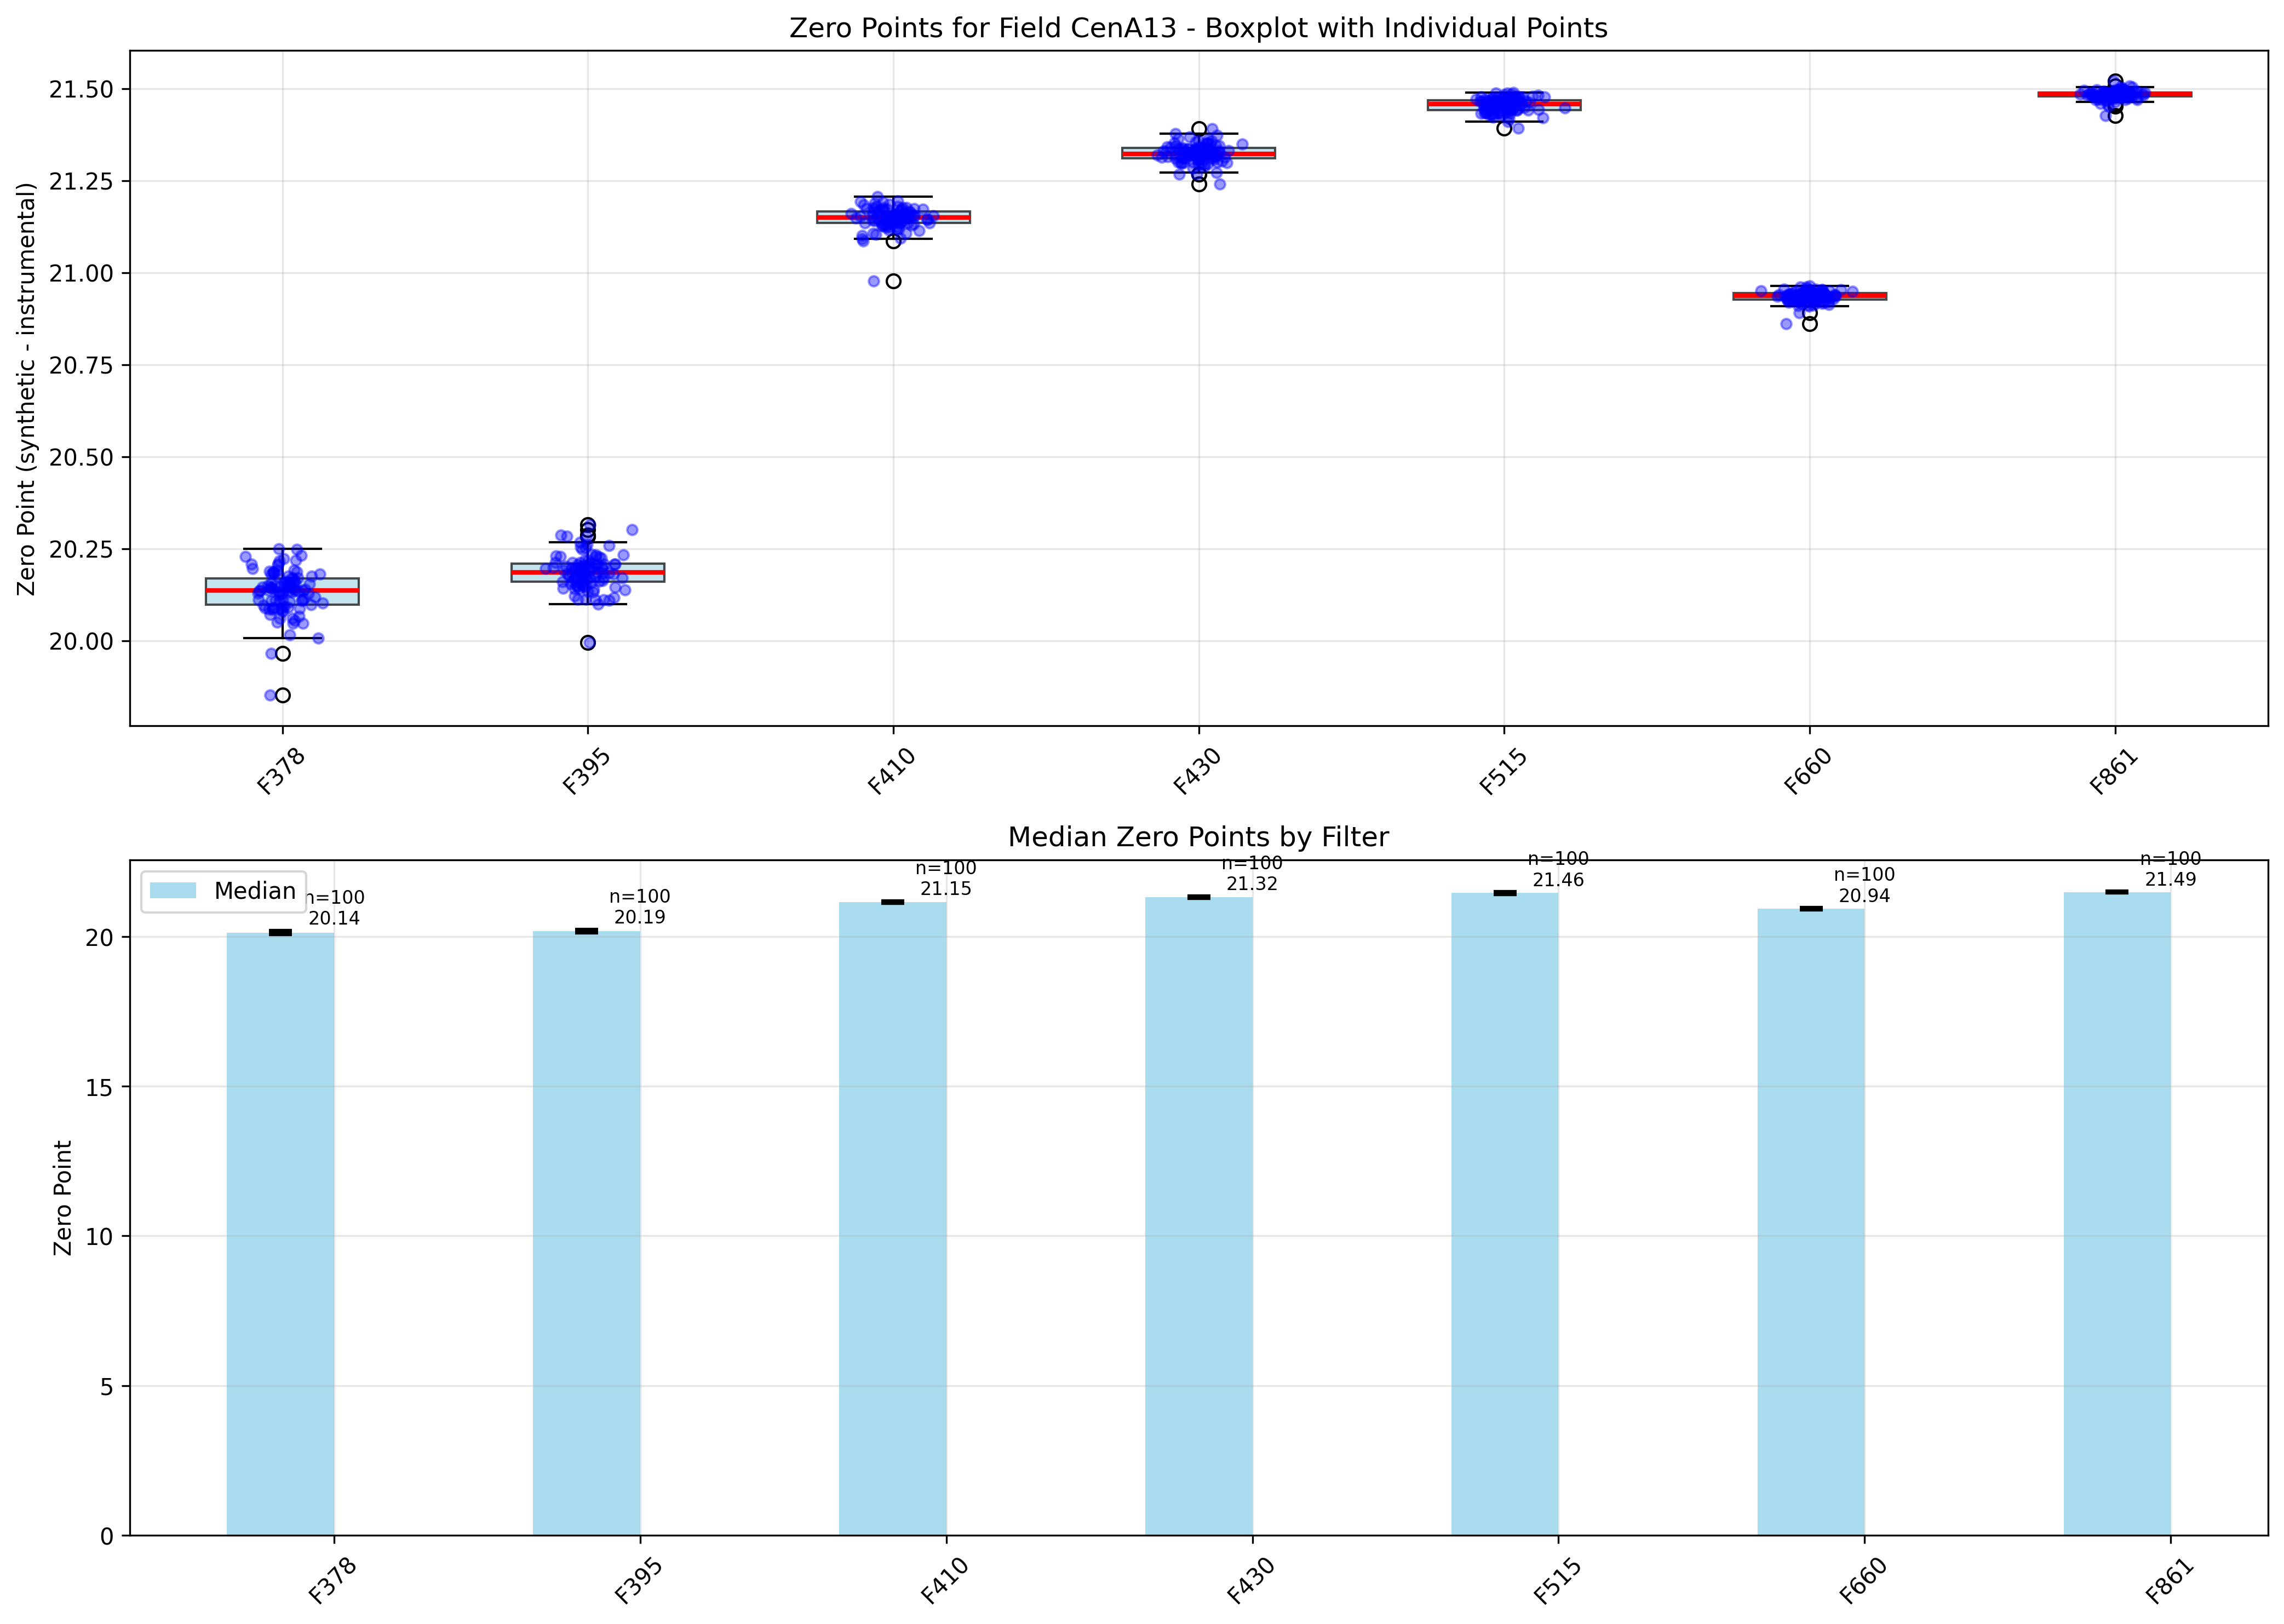 Zero Points for Field CenA13 - Boxplot with Individual Points
Zero Point (synthetic - instrumental)
21.50
21.25
21.00
20.75
20.50
20.25
20.00
F378
F395
F410
F430
F515
F660
F861
Median Zero Points by Filter
Zero Point
Median
n=100
20.14
n=100
20.19
n=100
21.15
n=100
21.32
n=100
21.46
n=100
20.94
n=100
21.49
20
15
10
5
0
F378
F395
F410
F430
F515
F660
F861